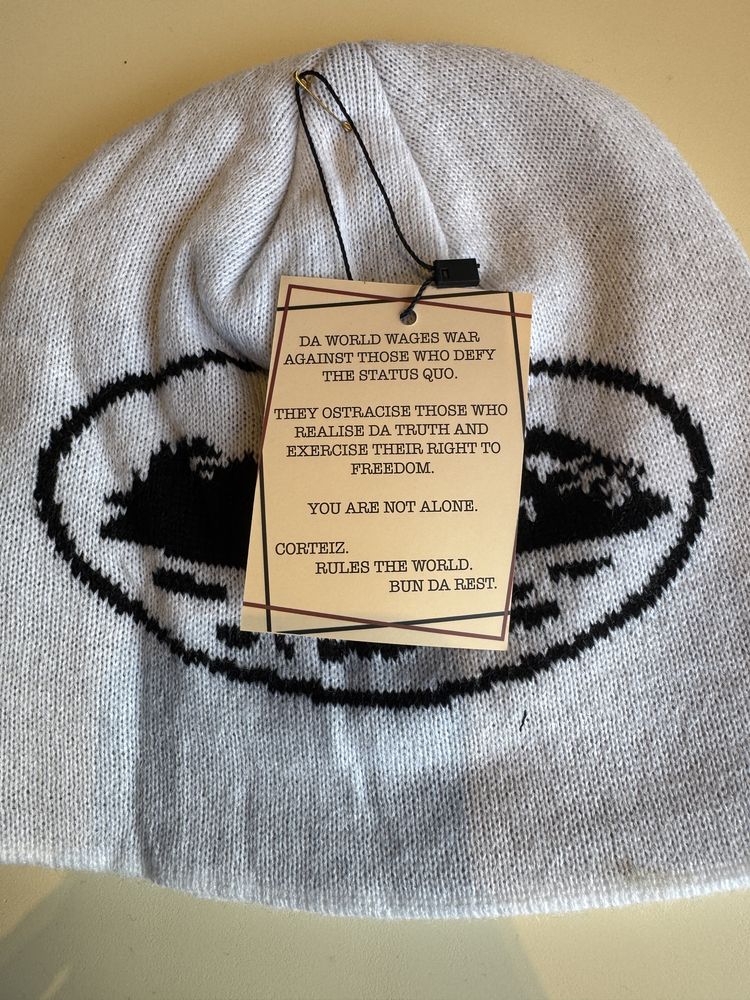 DA WORLD WAGES WAR
AGAINST THOSE WHO DEFY
THE STATUS QUO.
THEY OSTRACISE THOSE WHO
REALISE DA TRUTH AND
EXERCISE THEIR RIGHT TO
FREEDOM.
YOU ARE NOT ALONE.
CORTEIZ.
RULES THE WORLD.
BUN DA REST.